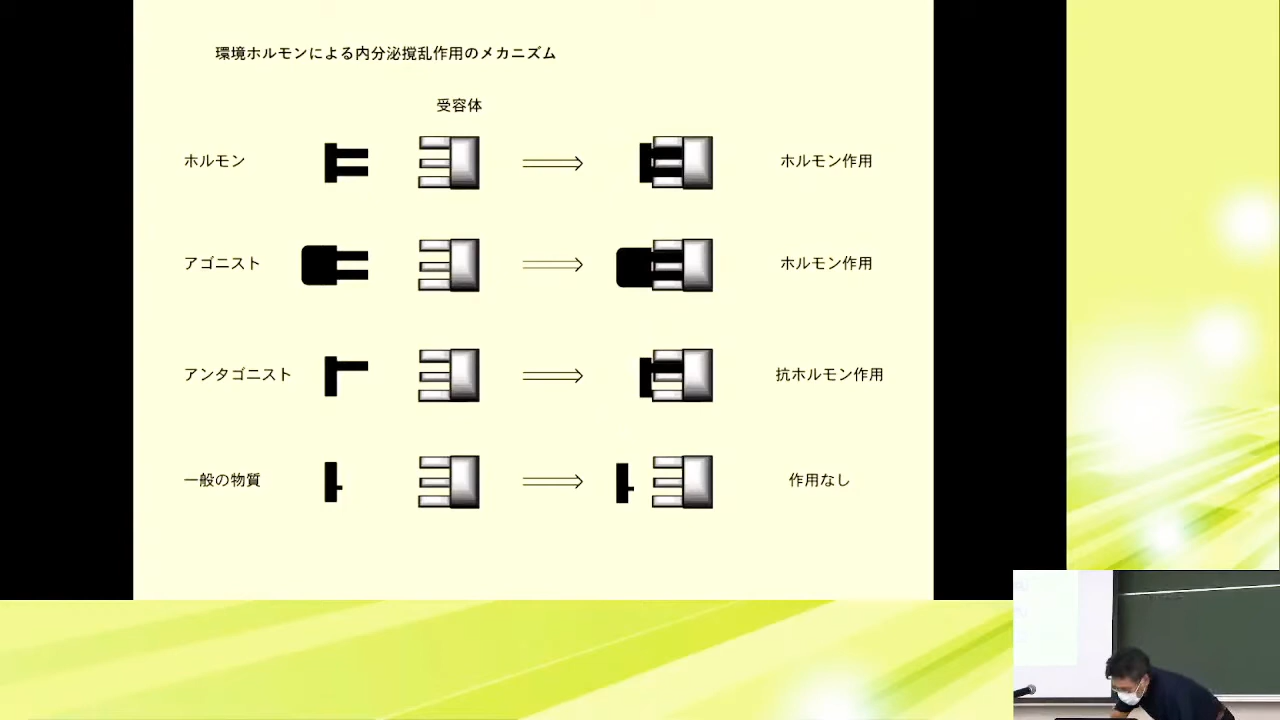 環境ホルモンによる内分泌撹乱作用のメカニズム
受容体
ホルモン
ホルモン作用
アゴニスト
ホルモン作用
アンタゴニスト
抗ホルモン作用
一般の物質
作用なし